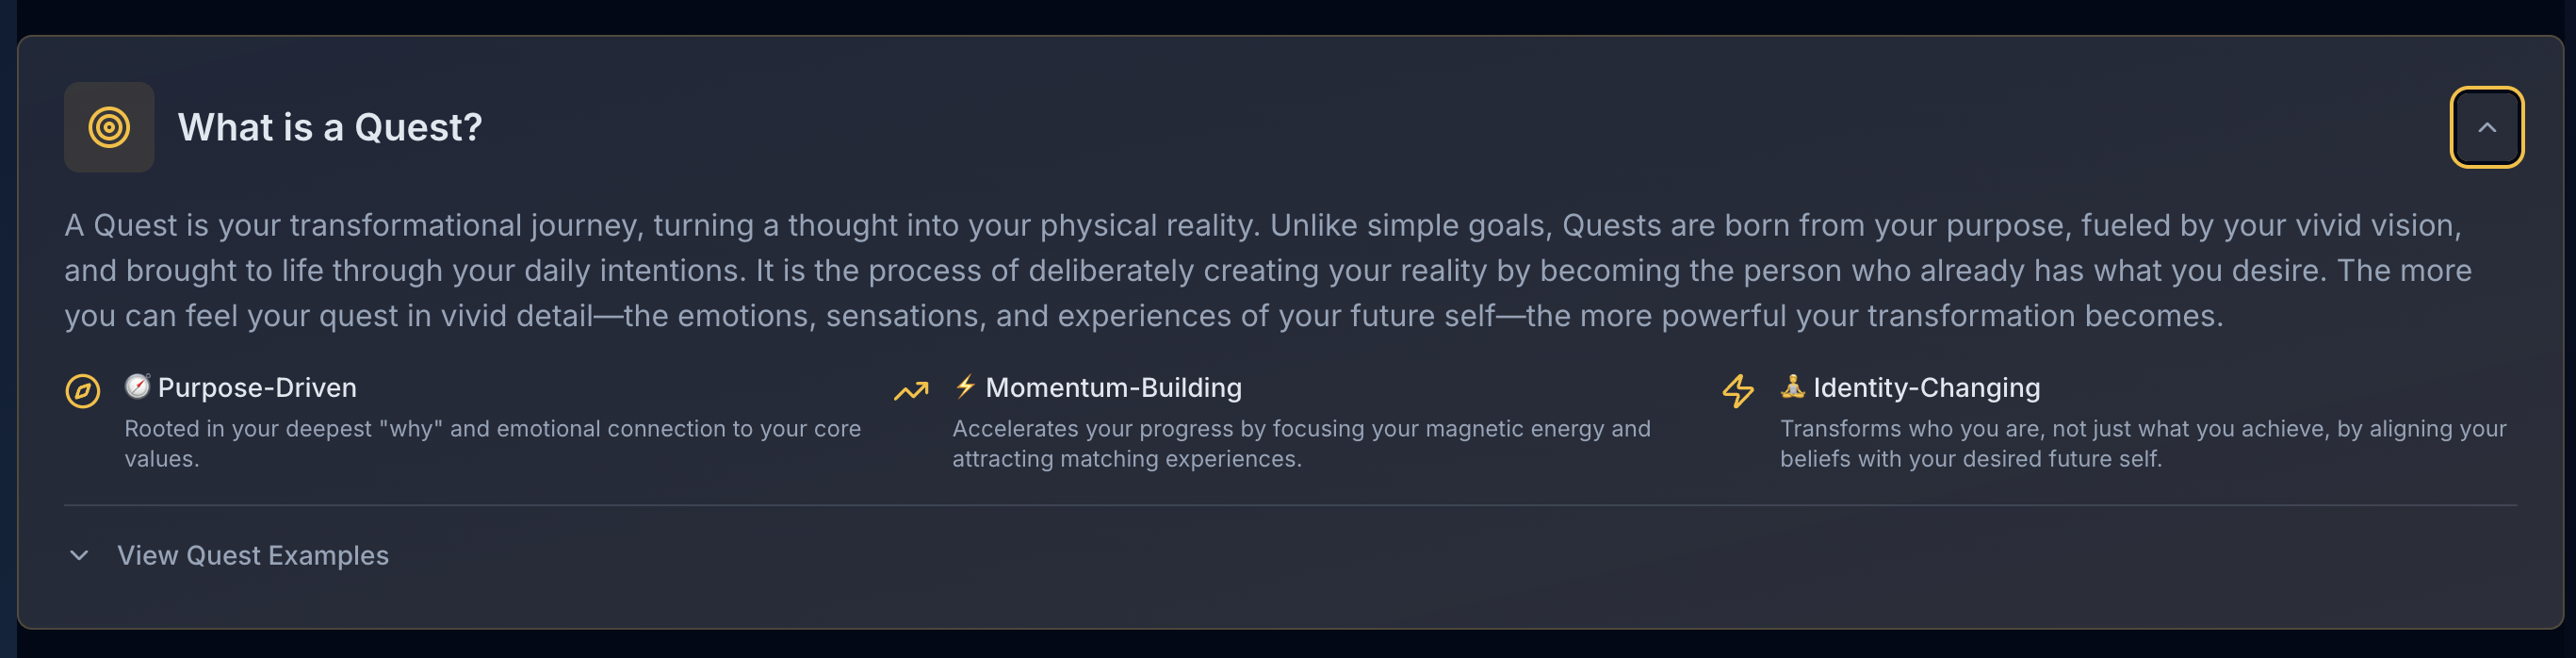 What is a Quest?
A Quest is your transformational journey, turning a thought into your physical reality. Unlike simple goals, Quests are born from your purpose, fueled by your vivid vision,
and brought to life through your daily intentions. It is the process of deliberately creating your reality by becoming the person who already has what you desire. The more
you can feel your quest in vivid detail—the emotions, sensations, and experiences of your future self—the more powerful your transformation becomes.
🧭 Purpose-Driven
Rooted in your deepest "why" and emotional connection to your core
values.
⚡ Momentum-Building
Accelerates your progress by focusing your magnetic energy and
attracting matching experiences.
🧘 Identity-Changing
Transforms who you are, not just what you achieve, by aligning your
beliefs with your desired future self.
View Quest Examples